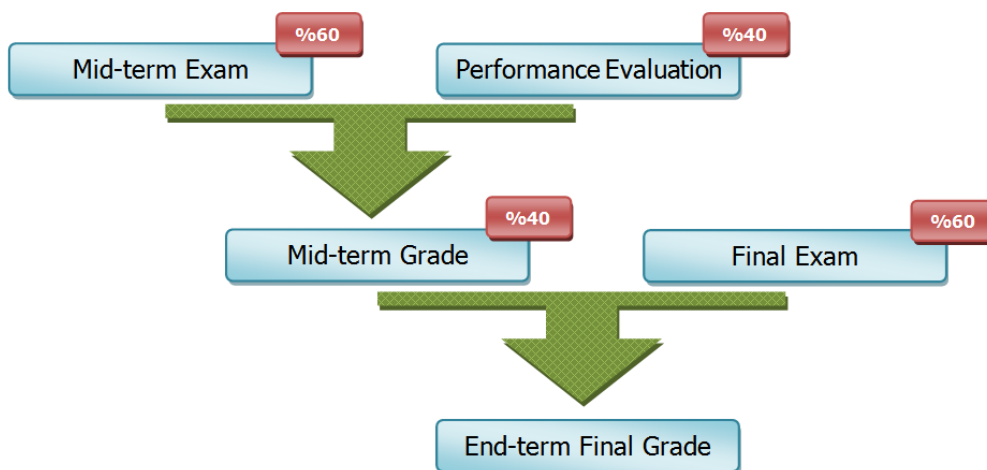 %60
%40
Mid-term Exam
Performance Evaluation
%40
%60
Mid-term Grade
Final Exam
End-term Final Grade